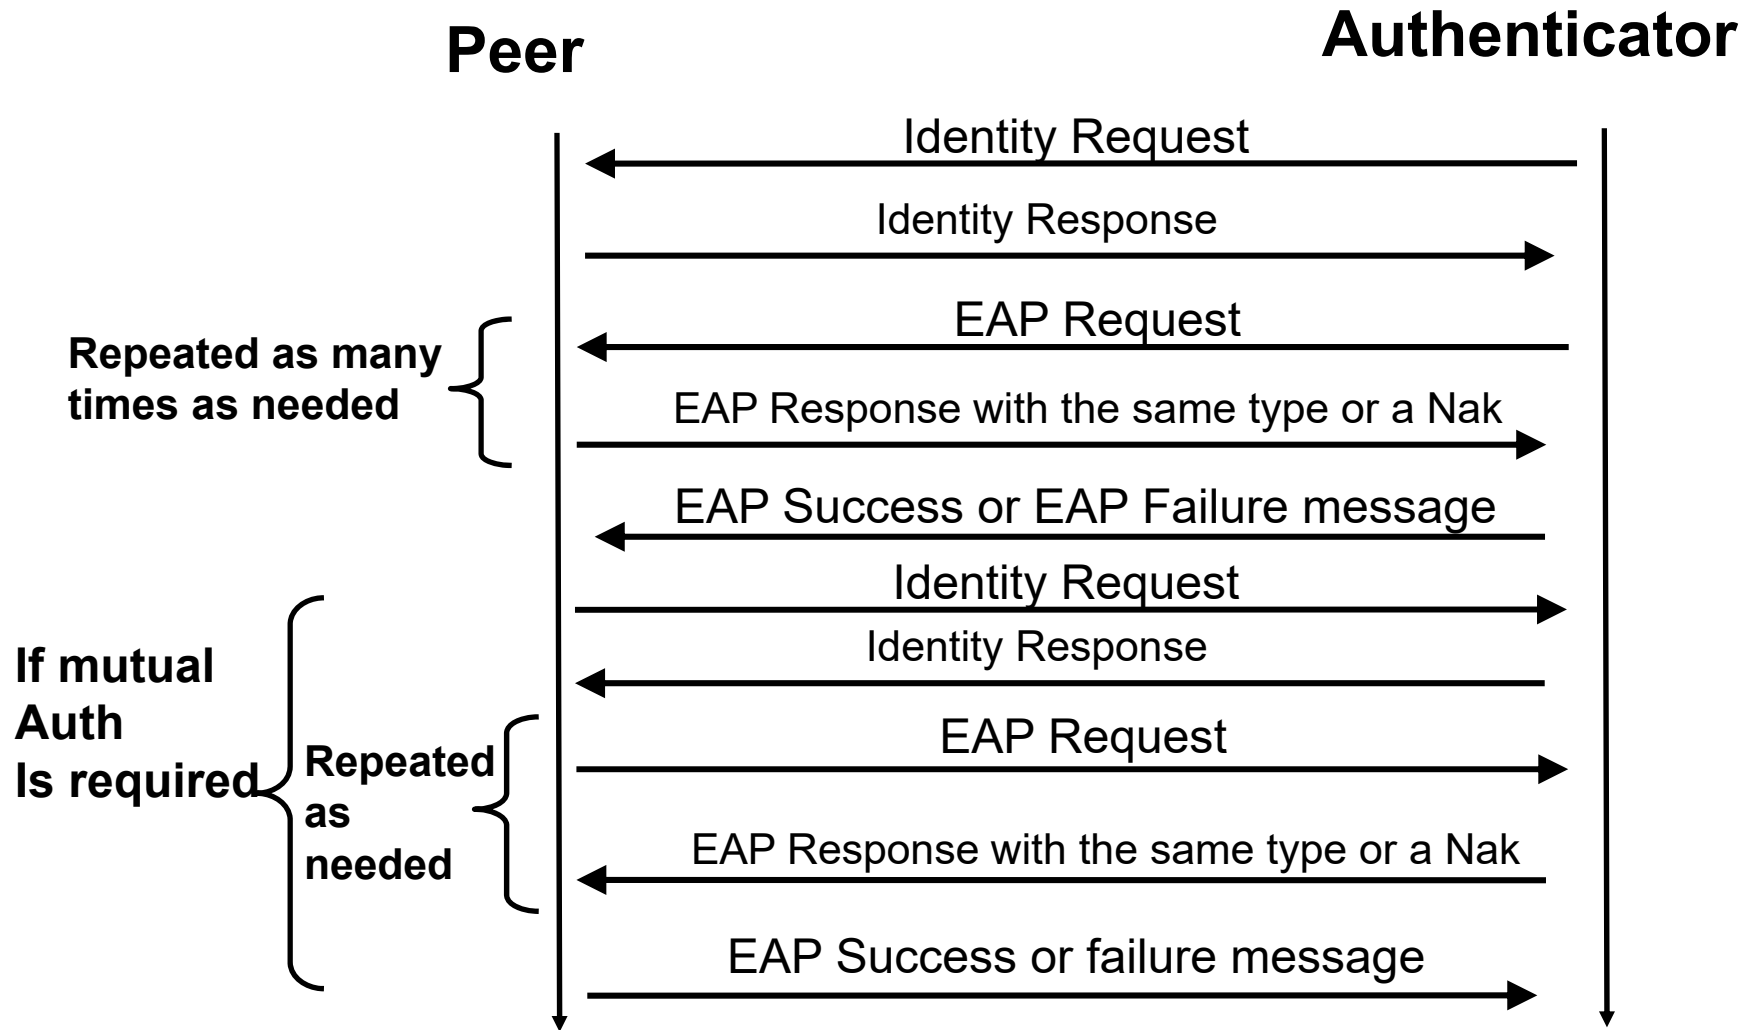 Peer
Authenticator
Identity Request
Identity Response
EAP Request
Repeated as many
times as needed
EAP Response with the same type or a Nak
EAP Success or EAP Failure message
Identity Request
Identity Response
If mutual
Auth
Is required
EAP Request
Repeated
as
needed
EAP Response with the same type or a Nak
EAP Success or failure message